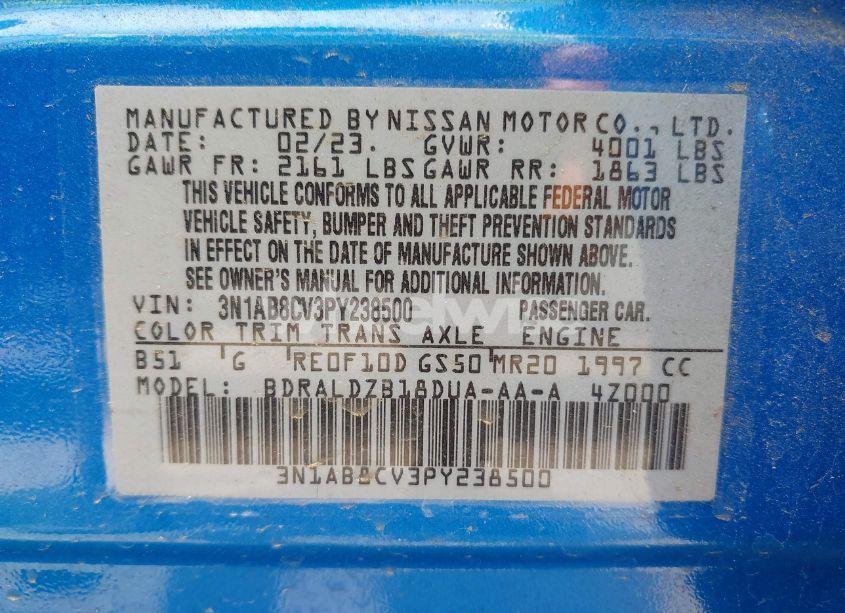 MANUFACTURED BY NISSAN MOTOR CO., LTD.
DATE: 02/23. GVWR: 4001 LBS
GAWR FR: 2161 LBS GAWR RR: 1863 LBS
THIS VEHICLE CONFORMS TO ALL APPLICABLE FEDERAL MOTOR
VEHICLE SAFETY, BUMPER AND THEFT PREVENTION STANDARDS
IN EFFECT ON THE DATE OF MANUFACTURE SHOWN ABOVE.
SEE OWNER'S MANUAL FOR ADDITIONAL INFORMATION.
VIN: 3N1AB8CV3PY238500 PASSENGER CAR.
COLOR TRIM TRANS AXLE ENGINE
B51 G RE0F10D GS50 MR20 1997 CC
MODEL: BDRALDZB18DUA-AA-A 4Z000
3N1AB8CV3PY238500